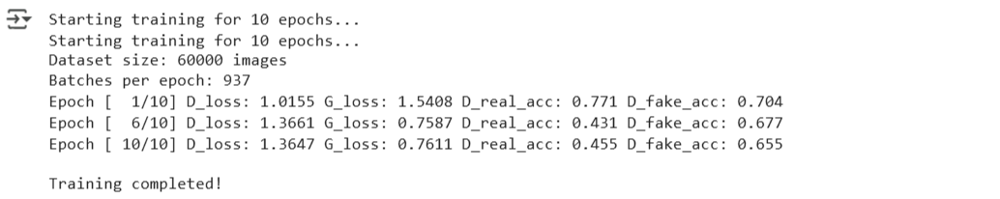 Starting training for 10 epochs...
Starting training for 10 epochs...
Dataset size: 60000 images
Batches per epoch: 937
Epoch [  1/10] D_loss: 1.0155 G_loss: 1.5408 D_real_acc: 0.771 D_fake_acc: 0.704
Epoch [  6/10] D_loss: 1.3661 G_loss: 0.7587 D_real_acc: 0.431 D_fake_acc: 0.677
Epoch [ 10/10] D_loss: 1.3647 G_loss: 0.7611 D_real_acc: 0.455 D_fake_acc: 0.655
Training completed!